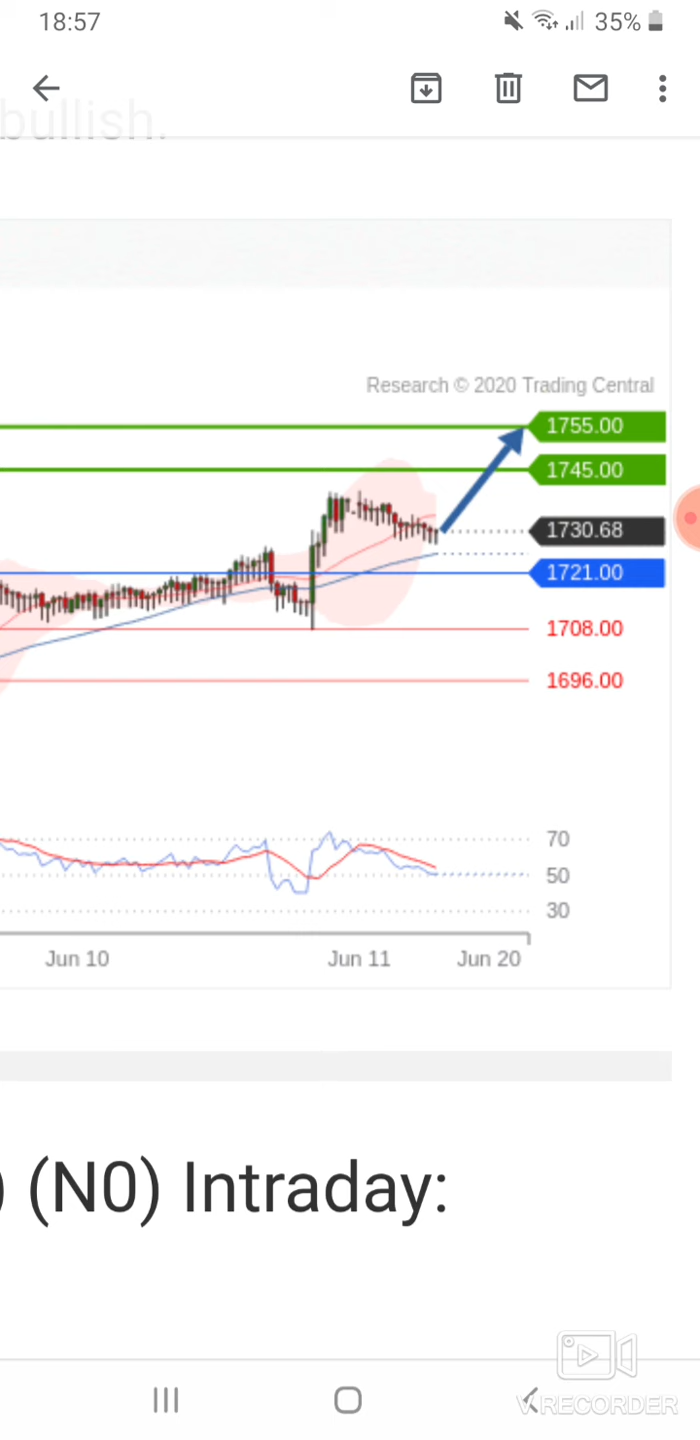 18:57
35%
bullish.
Research © 2020 Trading Central
1755.00
1745.00
1730.68
1721.00
1708.00
1696.00
70
50
30
Jun 10
Jun 11
Jun 20
) (N0) Intraday:
V RECORDER